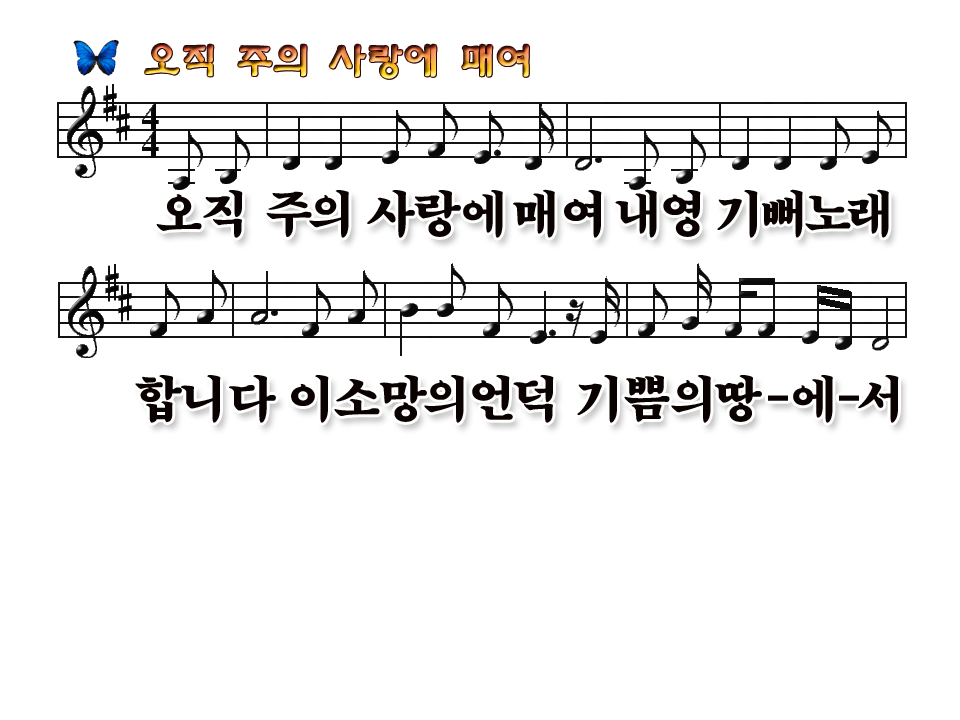 오직 주의 사랑에 매여
4
4
오직 주의 사랑에 매여 내영 기뻐노래
합니다 이소망의언덕 기쁨의땅-에-서